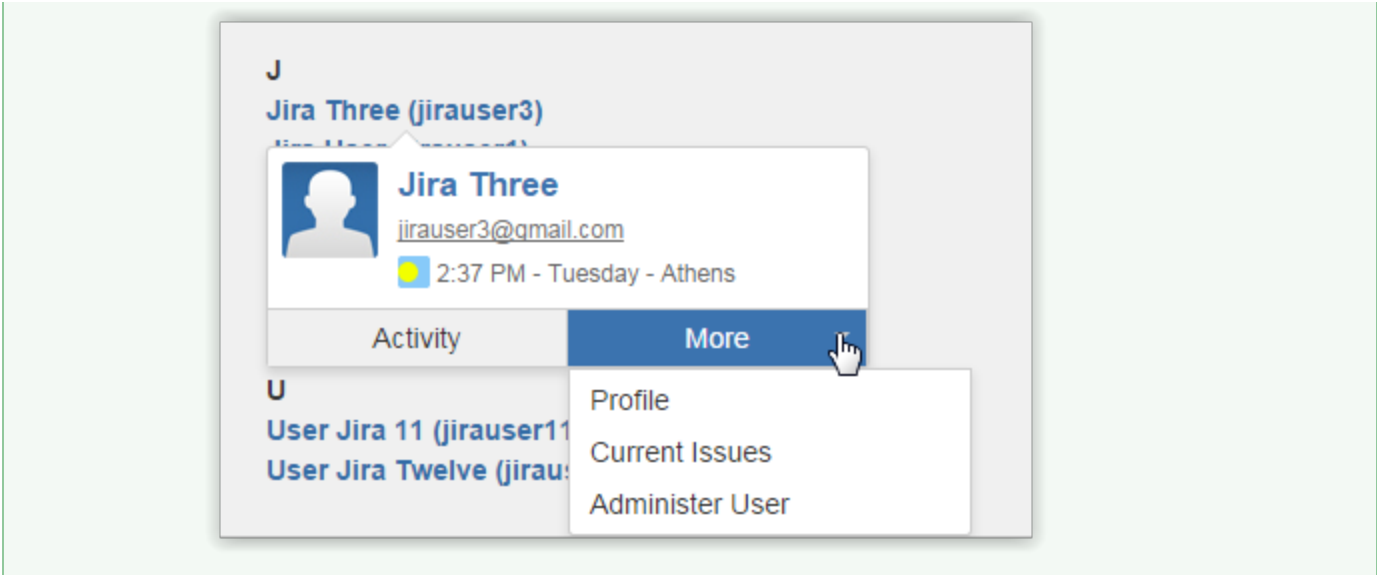 J
Jira Three (jirauser3)
Jira Three
jirauser3@gmail.com
2:37 PM - Tuesday - Athens
Activity More
Profile
U
Current Issues
User Jira 11 (jirauser11
User Jira Twelve (jiraus
Administer User